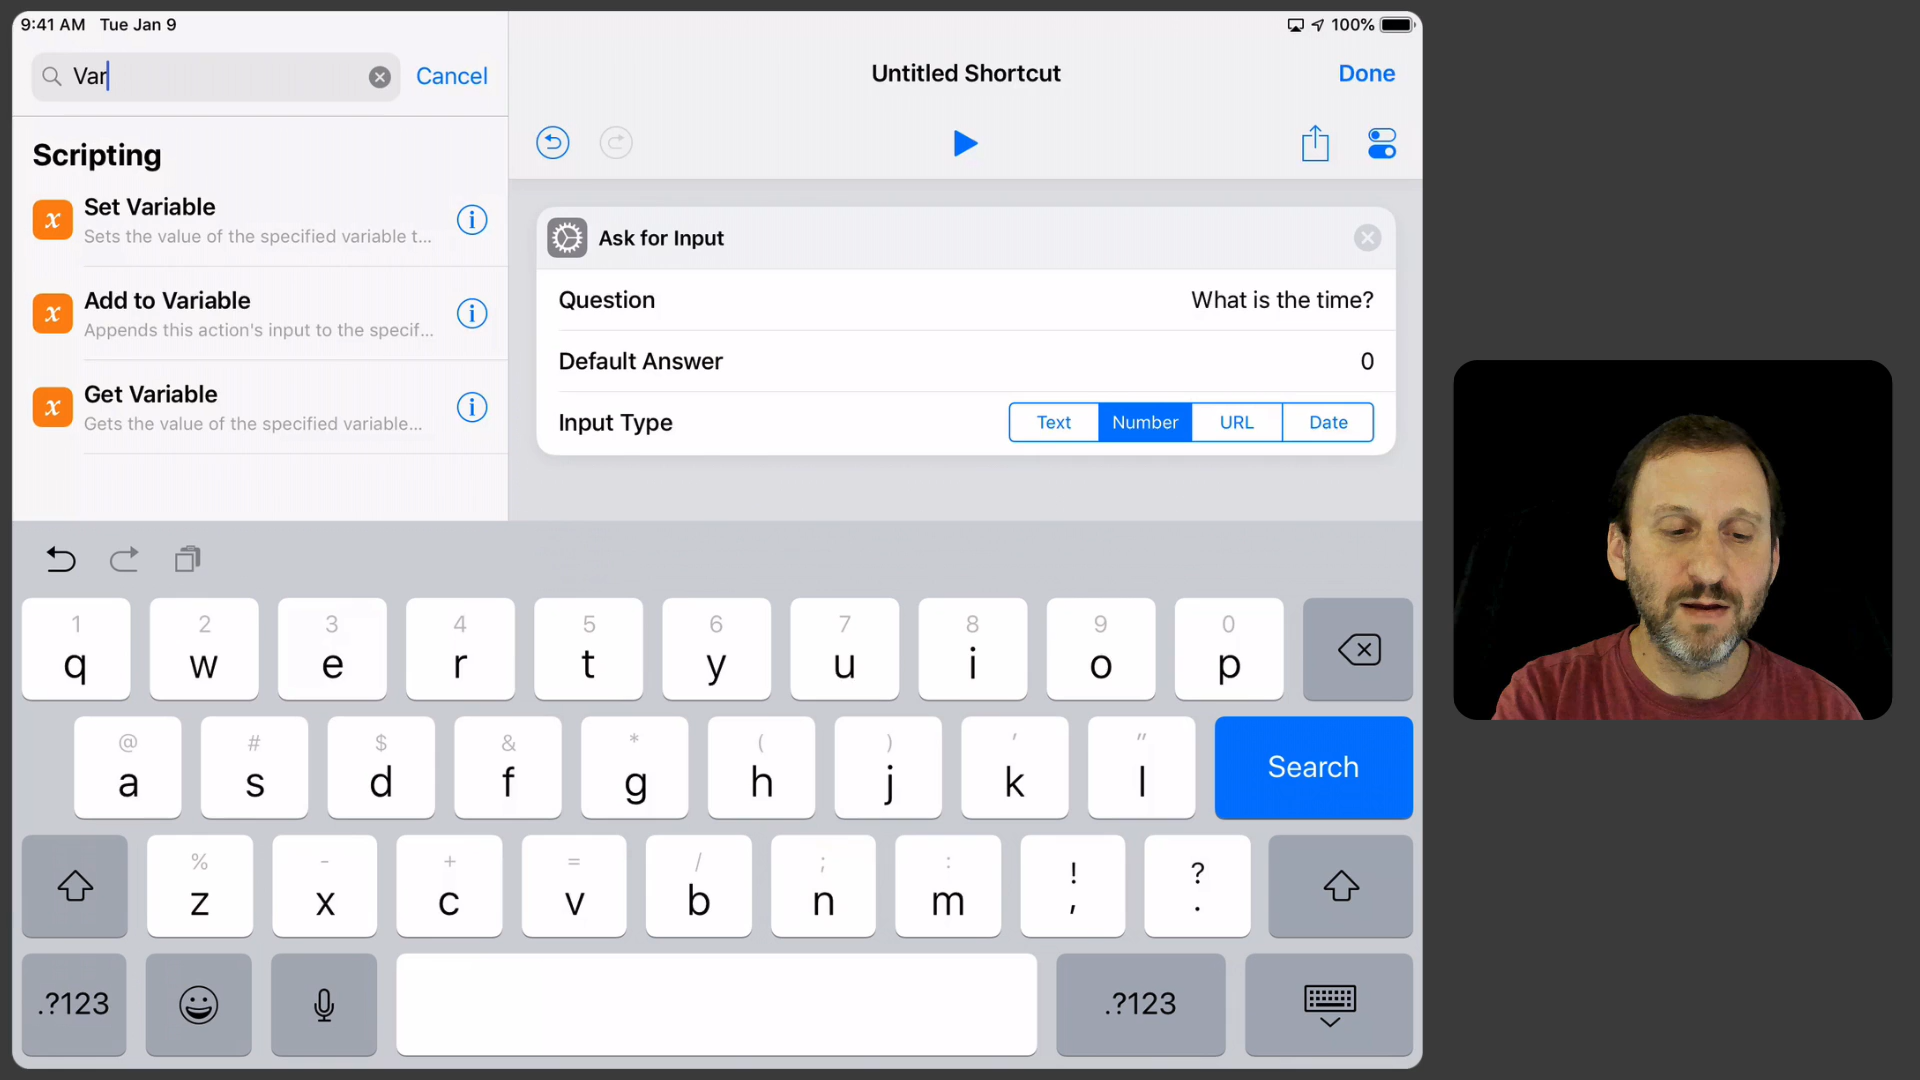 9:41 AM Tue Jan 9
100%
Var
Cancel
Untitled Shortcut
Done
Scripting
x
Set Variable
Sets the value of the specified variable t...
i
x
Add to Variable
Appends this action's input to the specif...
i
x
Get Variable
Gets the value of the specified variable...
i
Ask for Input
Question What is the time?
Default Answer 0
Input Type Text Number URL Date
1 2 3 4 5 6 7 8 9 0
q w e r t y u i o p
@ # $ & * ( ) ' "
a s d f g h j k l
Search
% - + = / ; : ! ?
z x c v b n m , .
.?123 .?123